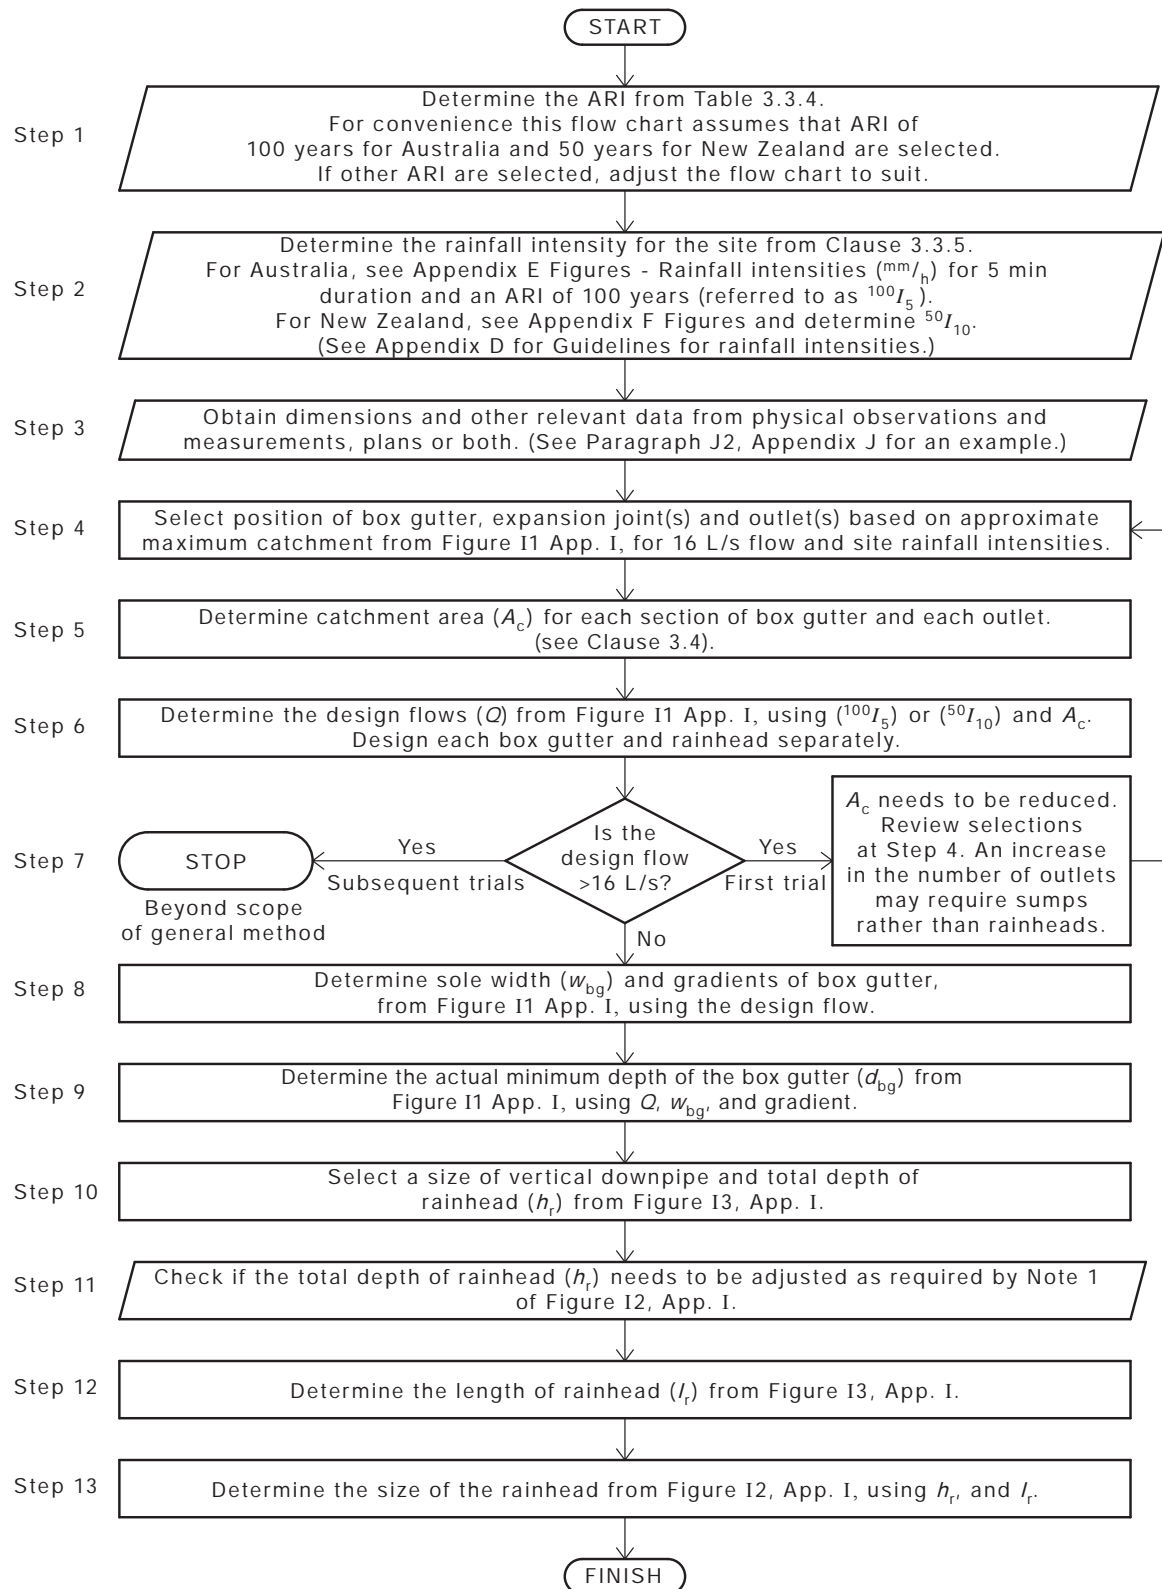 START
Step 1
Determine the ARI from Table 3.3.4.
For convenience this flow chart assumes that ARI of
100 years for Australia and 50 years for New Zealand are selected.
If other ARI are selected, adjust the flow chart to suit.
Step 2
Determine the rainfall intensity for the site from Clause 3.3.5.
For Australia, see Appendix E Figures - Rainfall intensities (mm/h) for 5 min
duration and an ARI of 100 years (referred to as ¹⁰⁰I₅).
For New Zealand, see Appendix F Figures and determine ⁵⁰I₁₀.
(See Appendix D for Guidelines for rainfall intensities.)
Step 3
Obtain dimensions and other relevant data from physical observations and
measurements, plans or both. (See Paragraph J2, Appendix J for an example.)
Step 4
Select position of box gutter, expansion joint(s) and outlet(s) based on approximate
maximum catchment from Figure I1 App. I, for 16 L/s flow and site rainfall intensities.
Step 5
Determine catchment area (Ac) for each section of box gutter and each outlet.
(see Clause 3.4).
Step 6
Determine the design flows (Q) from Figure I1 App. I, using (¹⁰⁰I₅) or (⁵⁰I₁₀) and Ac.
Design each box gutter and rainhead separately.
Step 7
STOP
Beyond scope
of general method
Yes
Subsequent trials
Is the
design flow
>16 L/s?
Yes
First trial
No
Ac needs to be reduced.
Review selections
at Step 4. An increase
in the number of outlets
may require sumps
rather than rainheads.
Step 8
Determine sole width (wbg) and gradients of box gutter,
from Figure I1 App. I, using the design flow.
Step 9
Determine the actual minimum depth of the box gutter (dbg) from
Figure I1 App. I, using Q, wbg, and gradient.
Step 10
Select a size of vertical downpipe and total depth of
rainhead (hr) from Figure I3, App. I.
Step 11
Check if the total depth of rainhead (hr) needs to be adjusted as required by Note 1
of Figure I2, App. I.
Step 12
Determine the length of rainhead (lr) from Figure I3, App. I.
Step 13
Determine the size of the rainhead from Figure I2, App. I, using hr, and lr.
FINISH